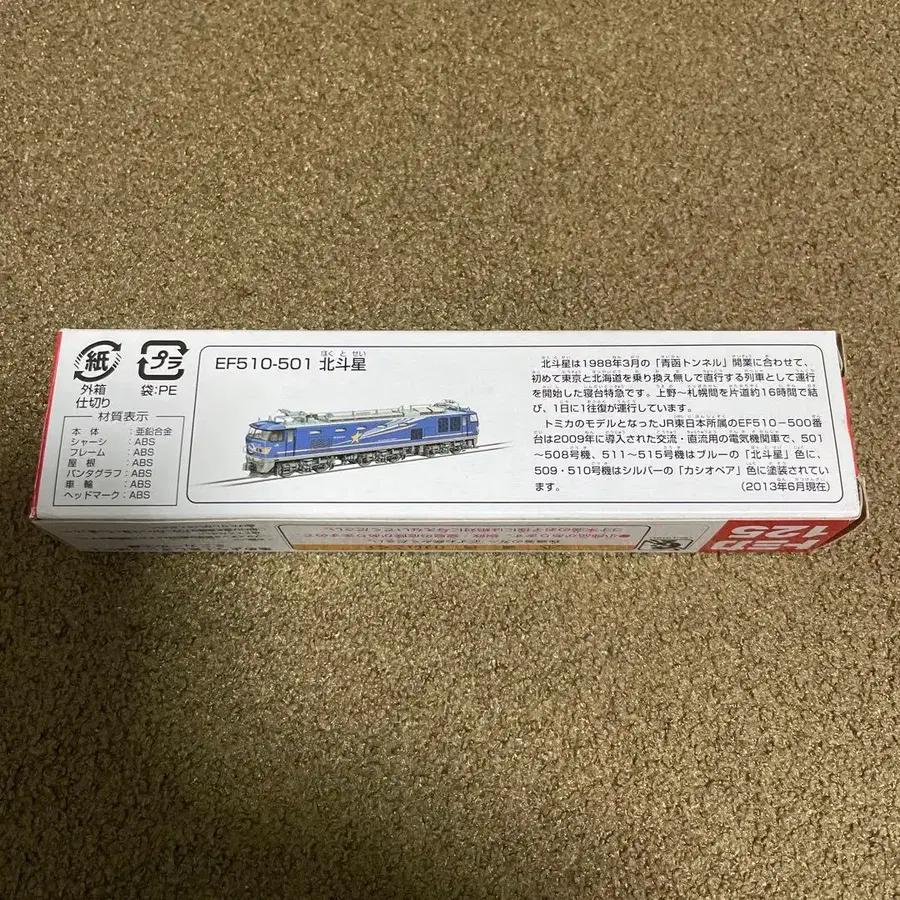 紙
外箱
仕切り
プラ
袋:PE
材質表示
本体:亜鉛合金
シャーシ:ABS
フレーム:ABS
屋根:ABS
パンタグラフ:ABS
車輪:ABS
ヘッドマーク:ABS
ほくとせい
EF510-501 北斗星
北斗星は1988年3月の「青函トンネル」開業に合わせて、
初めて東京と北海道を乗り換え無しで直行する列車として運行
を開始した寝台特急です。上野〜札幌間を片道約16時間で結
び、1日に1往復が運行しています。
トミカのモデルとなったJR東日本所属のEF510-500番
台は2009年に導入された交流・直流用の電気機関車で、501
〜508号機、511〜515号機はブルーの「北斗星」色に、
509・510号機はシルバーの「カシオペア」色に塗装されてい
ます。
(2013年6月現在)
トミカ
125